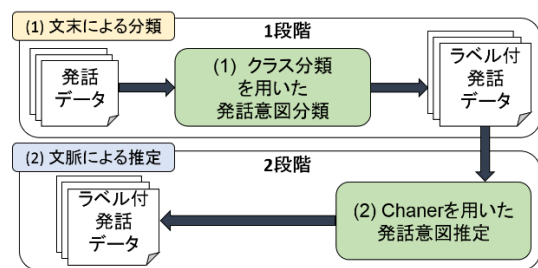 (1) 文末による分類
1段階
発話
データ
(1) クラス分類
を用いた
発話意図分類
ラベル付
発話
データ
(2) 文脈による推定
2段階
ラベル付
発話
データ
(2) Chanerを用いた
発話意図推定